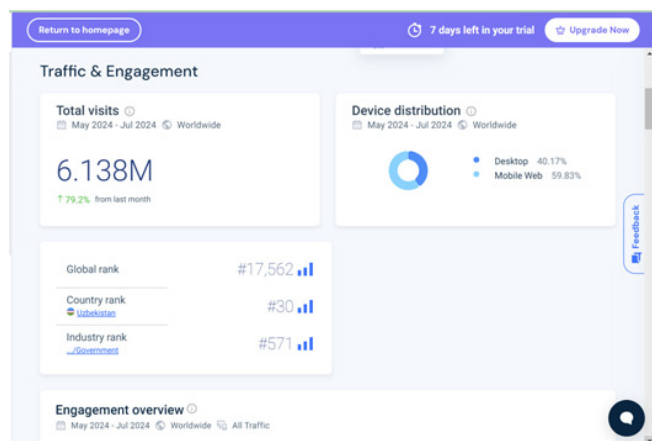 Return to homepage
7 days left in your trial
Upgrade Now
Traffic & Engagement
Total visits
May 2024 - Jul 2024 Worldwide
6.138M
↑ 79.2% from last month
Device distribution
May 2024 - Jul 2024 Worldwide
Desktop 40.17%
Mobile Web 59.83%
Feedback
Global rank #17,562
Country rank #30
Uzbekistan
Industry rank #571
.../Government
Engagement overview
May 2024 - Jul 2024 Worldwide All Traffic